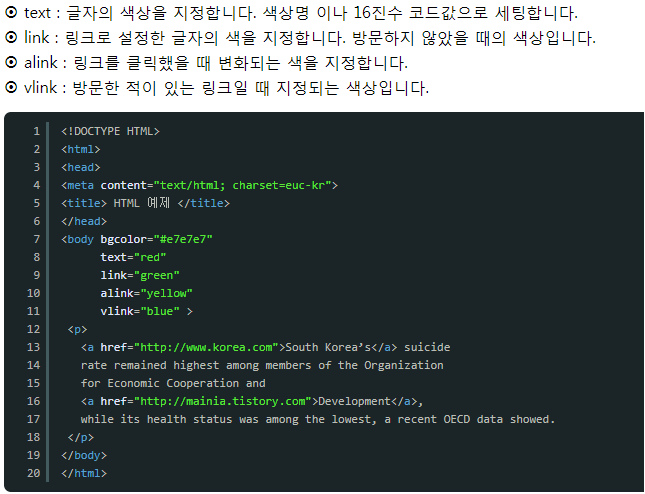 ⊙ text : 글자의 색상을 지정합니다. 색상명 이나 16진수 코드값으로 세팅합니다.
⊙ link : 링크로 설정한 글자의 색을 지정합니다. 방문하지 않았을 때의 색상입니다.
⊙ alink : 링크를 클릭했을 때 변화되는 색을 지정합니다.
⊙ vlink : 방문한 적이 있는 링크일 때 지정되는 색상입니다.
1 <!DOCTYPE HTML>
2 <html>
3 <head>
4 <meta content="text/html; charset=euc-kr">
5 <title> HTML 예제 </title>
6 </head>
7 <body bgcolor="#e7e7e7"
8 text="red"
9 link="green"
10 alink="yellow"
11 vlink="blue" >
12 <p>
13 <a href="http://www.korea.com">South Korea’s</a> suicide
14 rate remained highest among members of the Organization
15 for Economic Cooperation and
16 <a href="http://mainia.tistory.com">Development</a>,
17 while its health status was among the lowest, a recent OECD data showed.
18 </p>
19 </body>
20 </html>